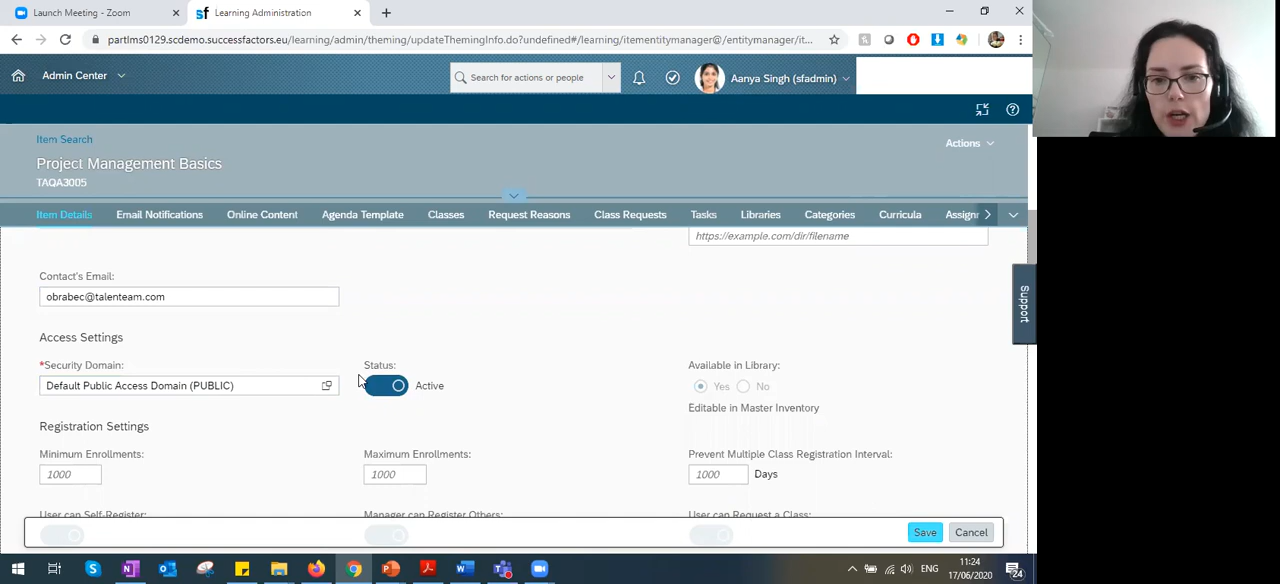 Launch Meeting - Zoom
Learning Administration
partlms0129.scdemo.successfactors.eu/learning/admin/theming/updateThemingInfo.do?undefined#/learning/itementitymanager@/entitymanager/it...
Admin Center
Search for actions or people
Aanya Singh (sfadmin)
Item Search
Project Management Basics
TAQA3005
Actions
Item Details Email Notifications Online Content Agenda Template Classes Request Reasons Class Requests Tasks Libraries Categories Curricula Assignr
https://example.com/dir/filename
Contact's Email:
obrabec@talenteam.com
Access Settings
*Security Domain: Status: Available in Library:
Default Public Access Domain (PUBLIC) Active Yes No
Editable in Master Inventory
Registration Settings
Minimum Enrollments: Maximum Enrollments: Prevent Multiple Class Registration Interval:
1000 1000 1000 Days
User can Self-Register: Manager can Register Others: User can Request a Class:
Save Cancel
Support
ENG
11:24
17/06/2020
24